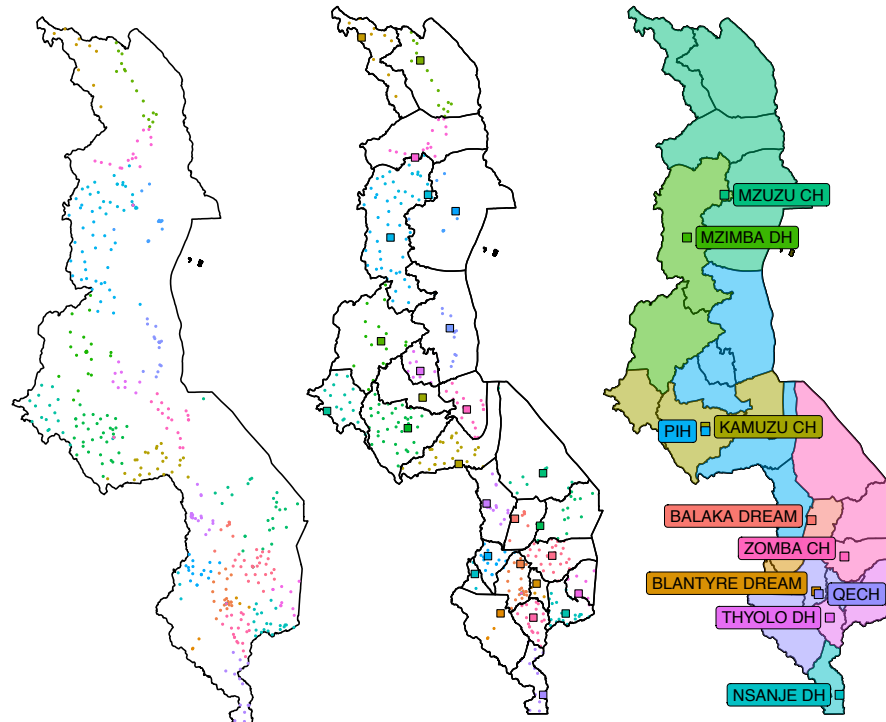 MZUZU CH
MZIMBA DH
PIH
KAMUZU CH
BALAKA DREAM
ZOMBA CH
BLANTYRE DREAM
QECH
THYOLO DH
NSANJE DH